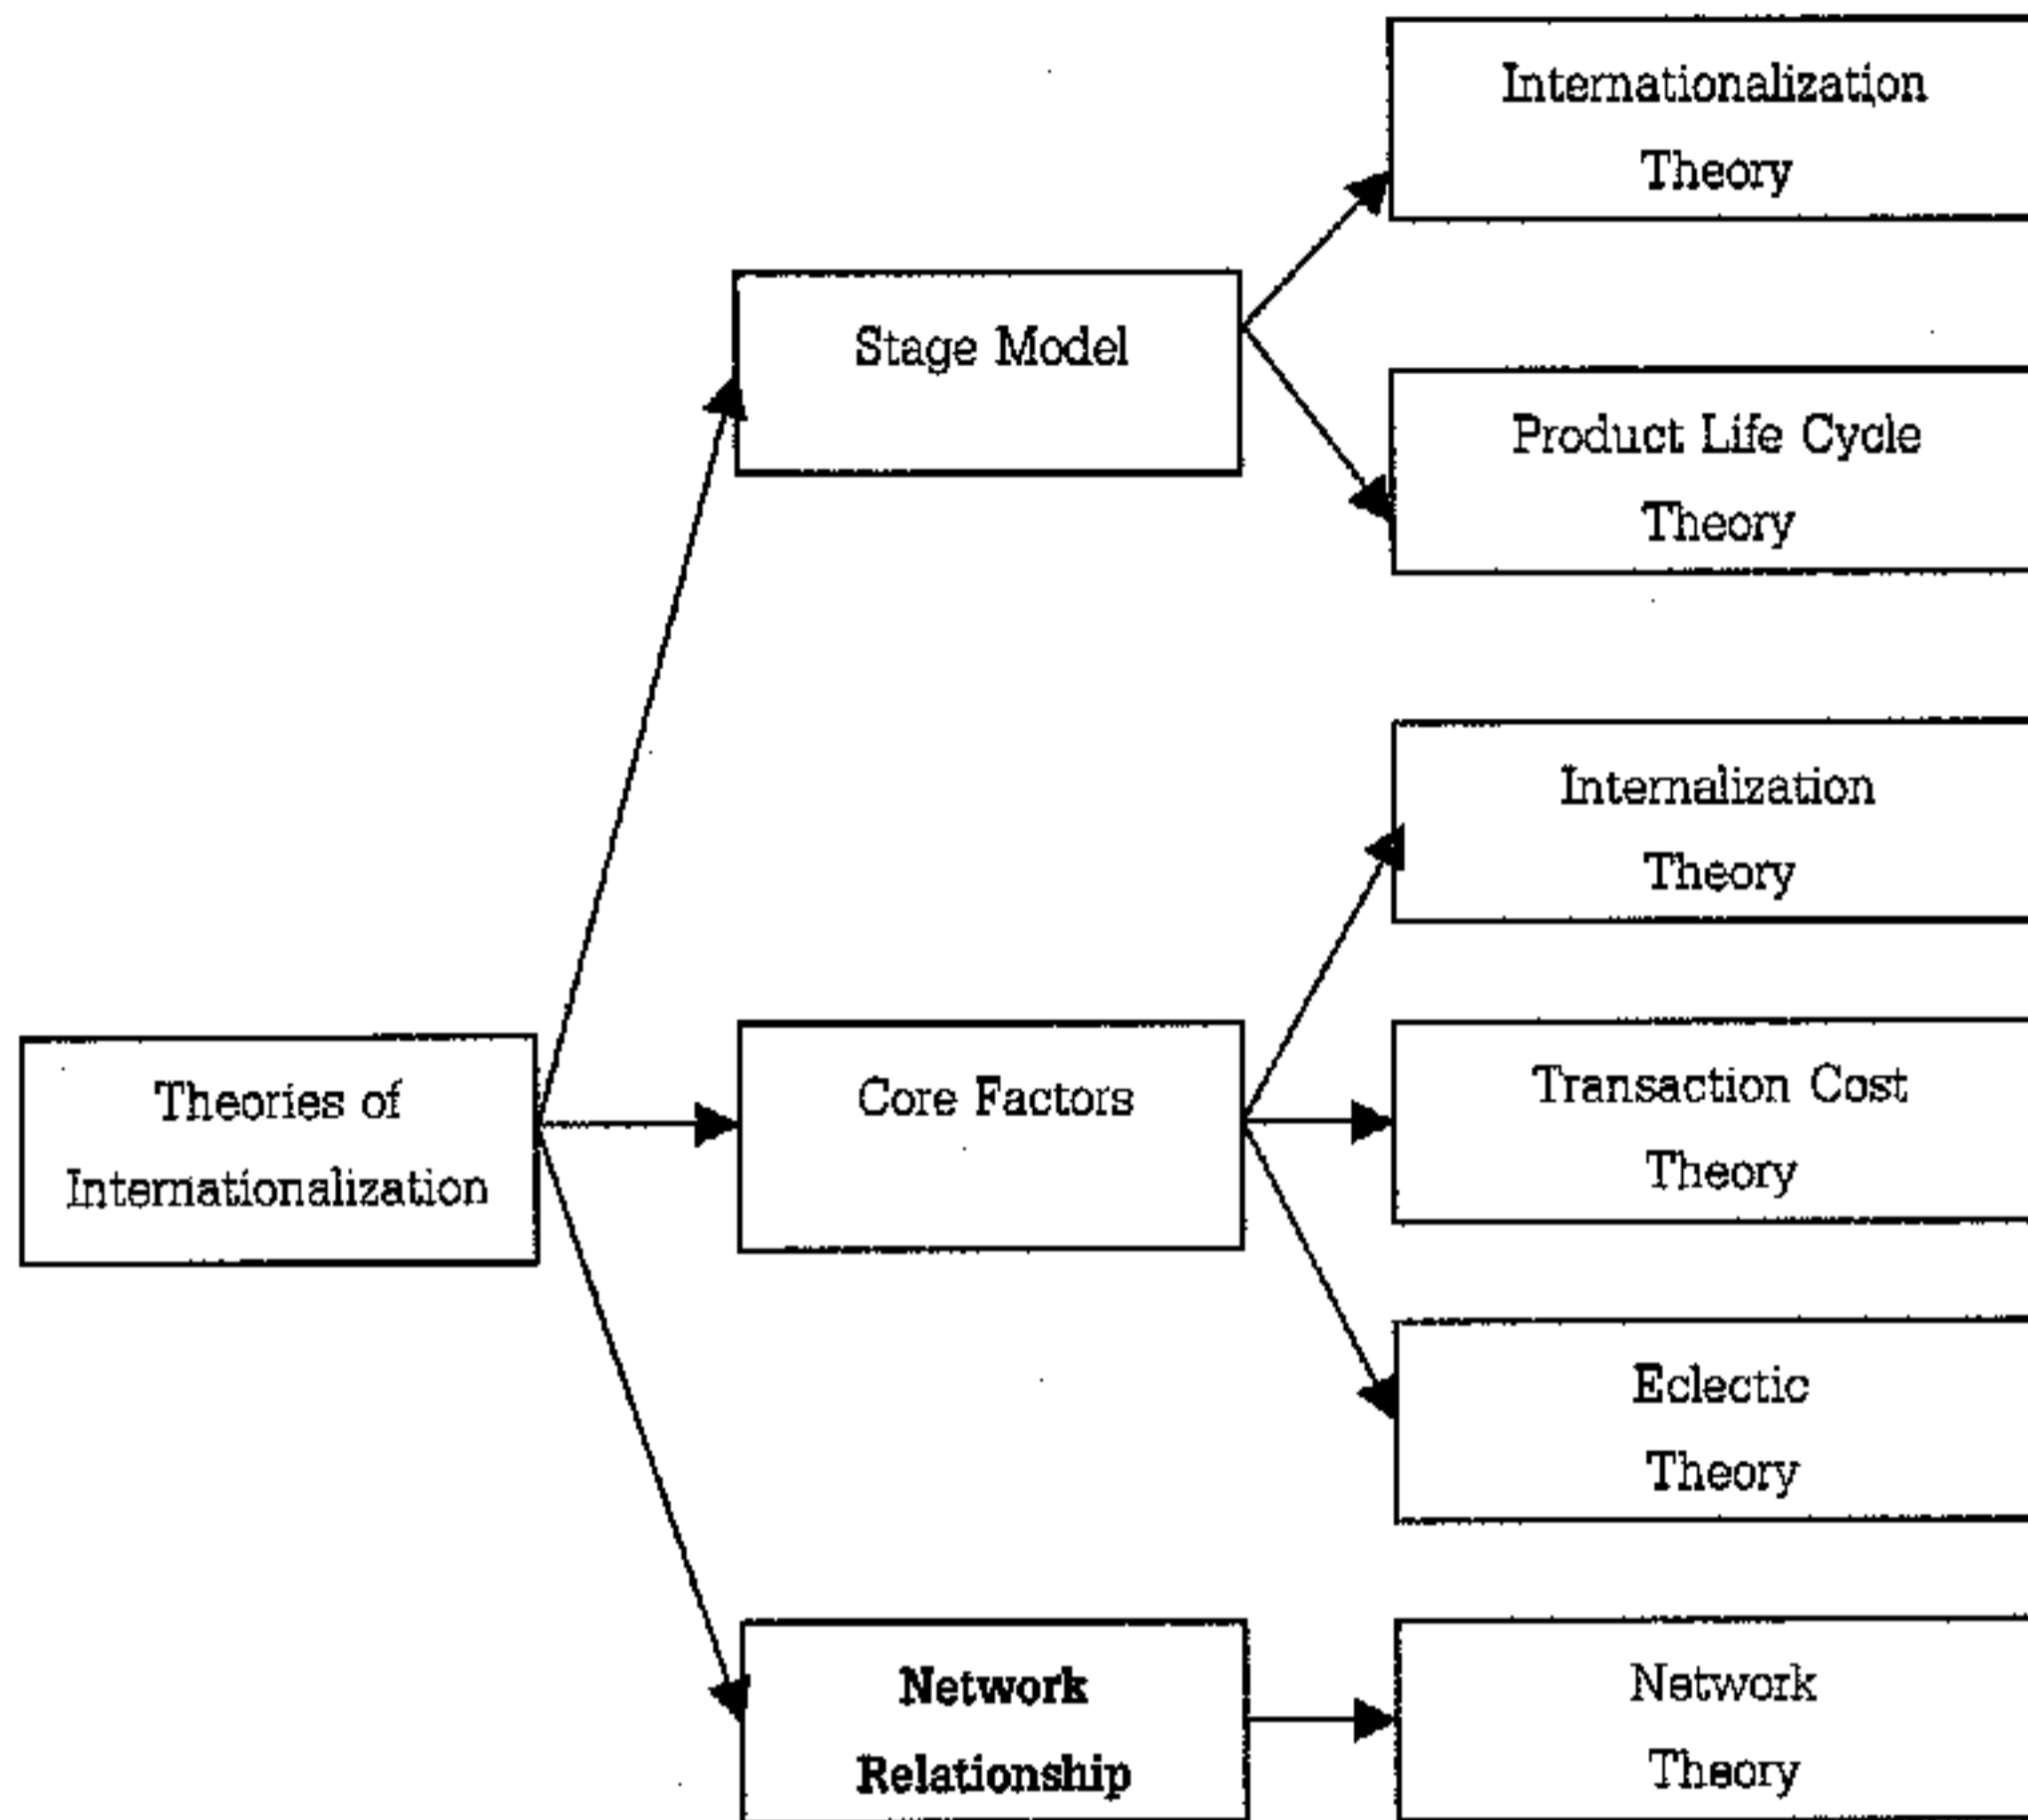 Internationalization
Theory
Stage Model
Product Life Cycle
Theory
Internalization
Theory
Theories of
Internationalization
Core Factors
Transaction Cost
Theory
Eclectic
Theory
Network
Relationship
Network
Theory